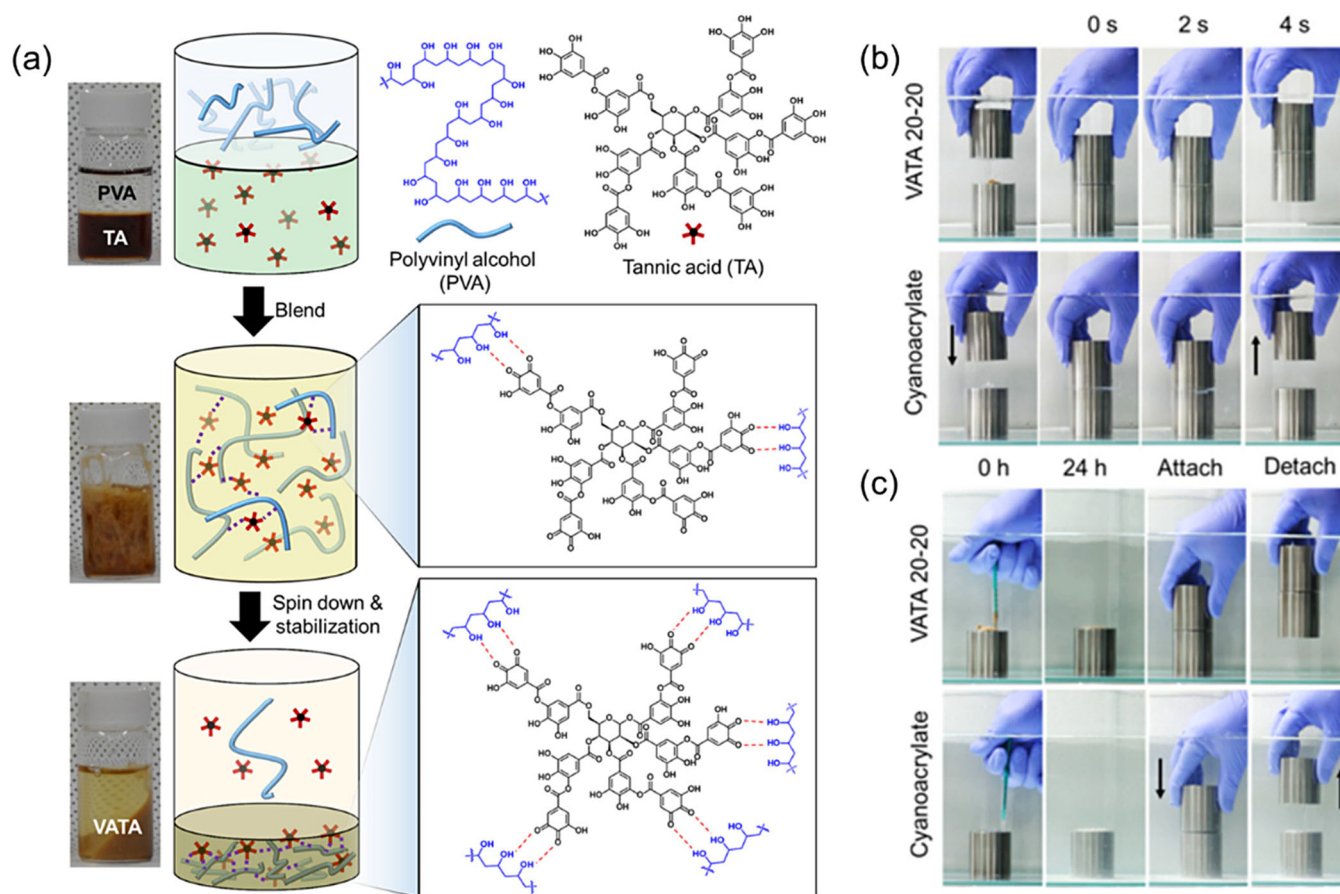 (a)
PVA
TA
Polyvinyl alcohol
(PVA)
Tannic acid (TA)
Blend
Spin down &
stabilization
VATA
(b)
0 s
2 s
4 s
VATA 20-20
Cyanoacrylate
(c)
0 h
24 h
Attach
Detach
VATA 20-20
Cyanoacrylate